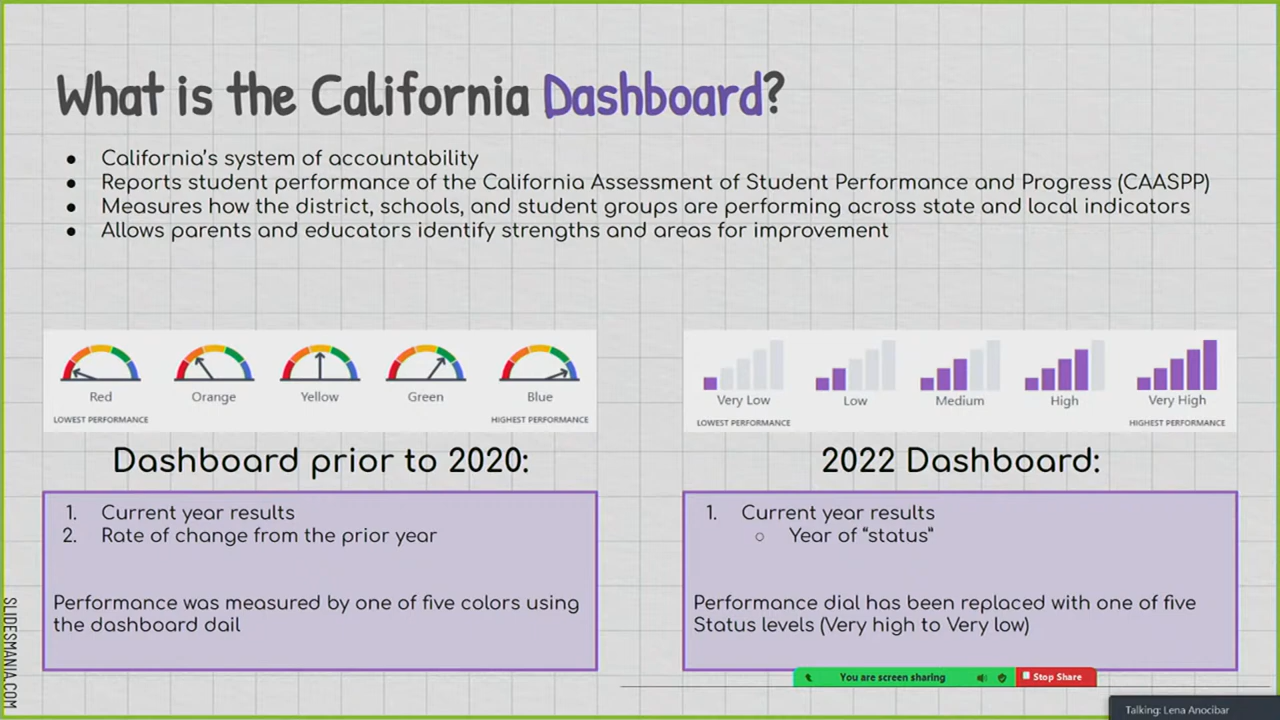 What is the California Dashboard?
● California's system of accountability
● Reports student performance of the California Assessment of Student Performance and Progress (CAASPP)
● Measures how the district, schools, and student groups are performing across state and local indicators
● Allows parents and educators identify strengths and areas for improvement
Red Orange Yellow Green Blue
LOWEST PERFORMANCE HIGHEST PERFORMANCE
Very Low Low Medium High Very High
LOWEST PERFORMANCE HIGHEST PERFORMANCE
Dashboard prior to 2020:
1. Current year results
2. Rate of change from the prior year
Performance was measured by one of five colors using
the dashboard dail
2022 Dashboard:
1. Current year results
○ Year of “status”
Performance dial has been replaced with one of five
Status levels (Very high to Very low)
SLIDESMANIA.COM
You are screen sharing
Stop Share
Talking: Lena Anocibar